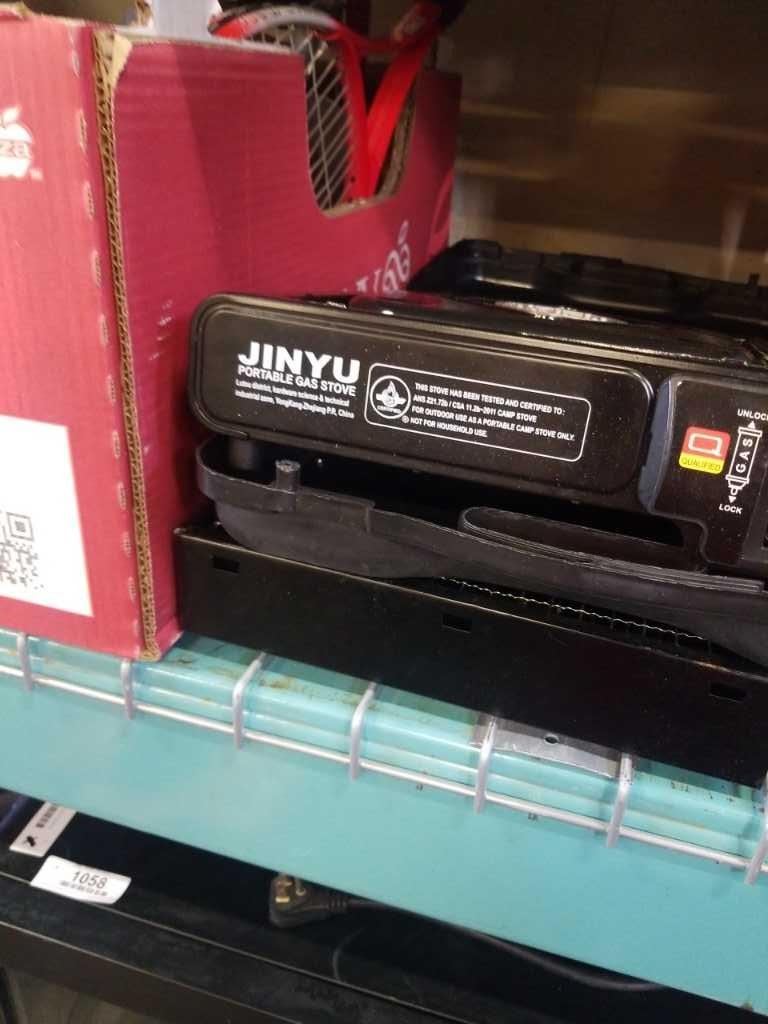 JINYU
PORTABLE GAS STOVE
Lutou district, hardware science & technical
industrial zone, YongKang Zhejiang P.R, China
THIS STOVE HAS BEEN TESTED AND CERTIFIED TO:
ANS.Z21.72b / CSA 11.2b-2011 CAMP STOVE
FOR OUTDOOR USE AS A PORTABLE CAMP STOVE ONLY.
NOT FOR HOUSEHOLD USE.
CERTIFIED
QUALIFIED
UNLOCK
GAS
LOCK
1058